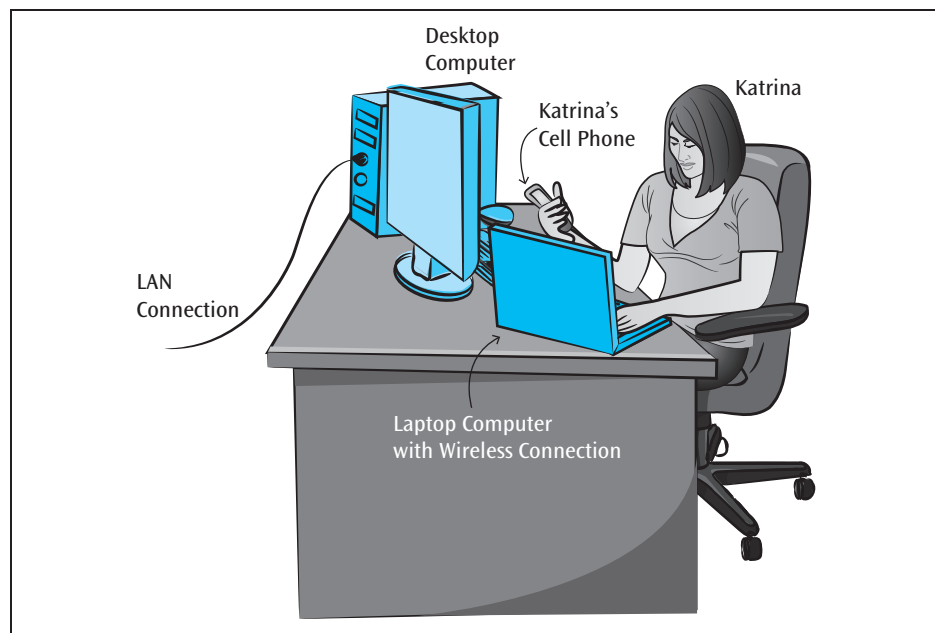 Desktop
Computer
Katrina
Katrina’s
Cell Phone
LAN
Connection
Laptop Computer
with Wireless Connection